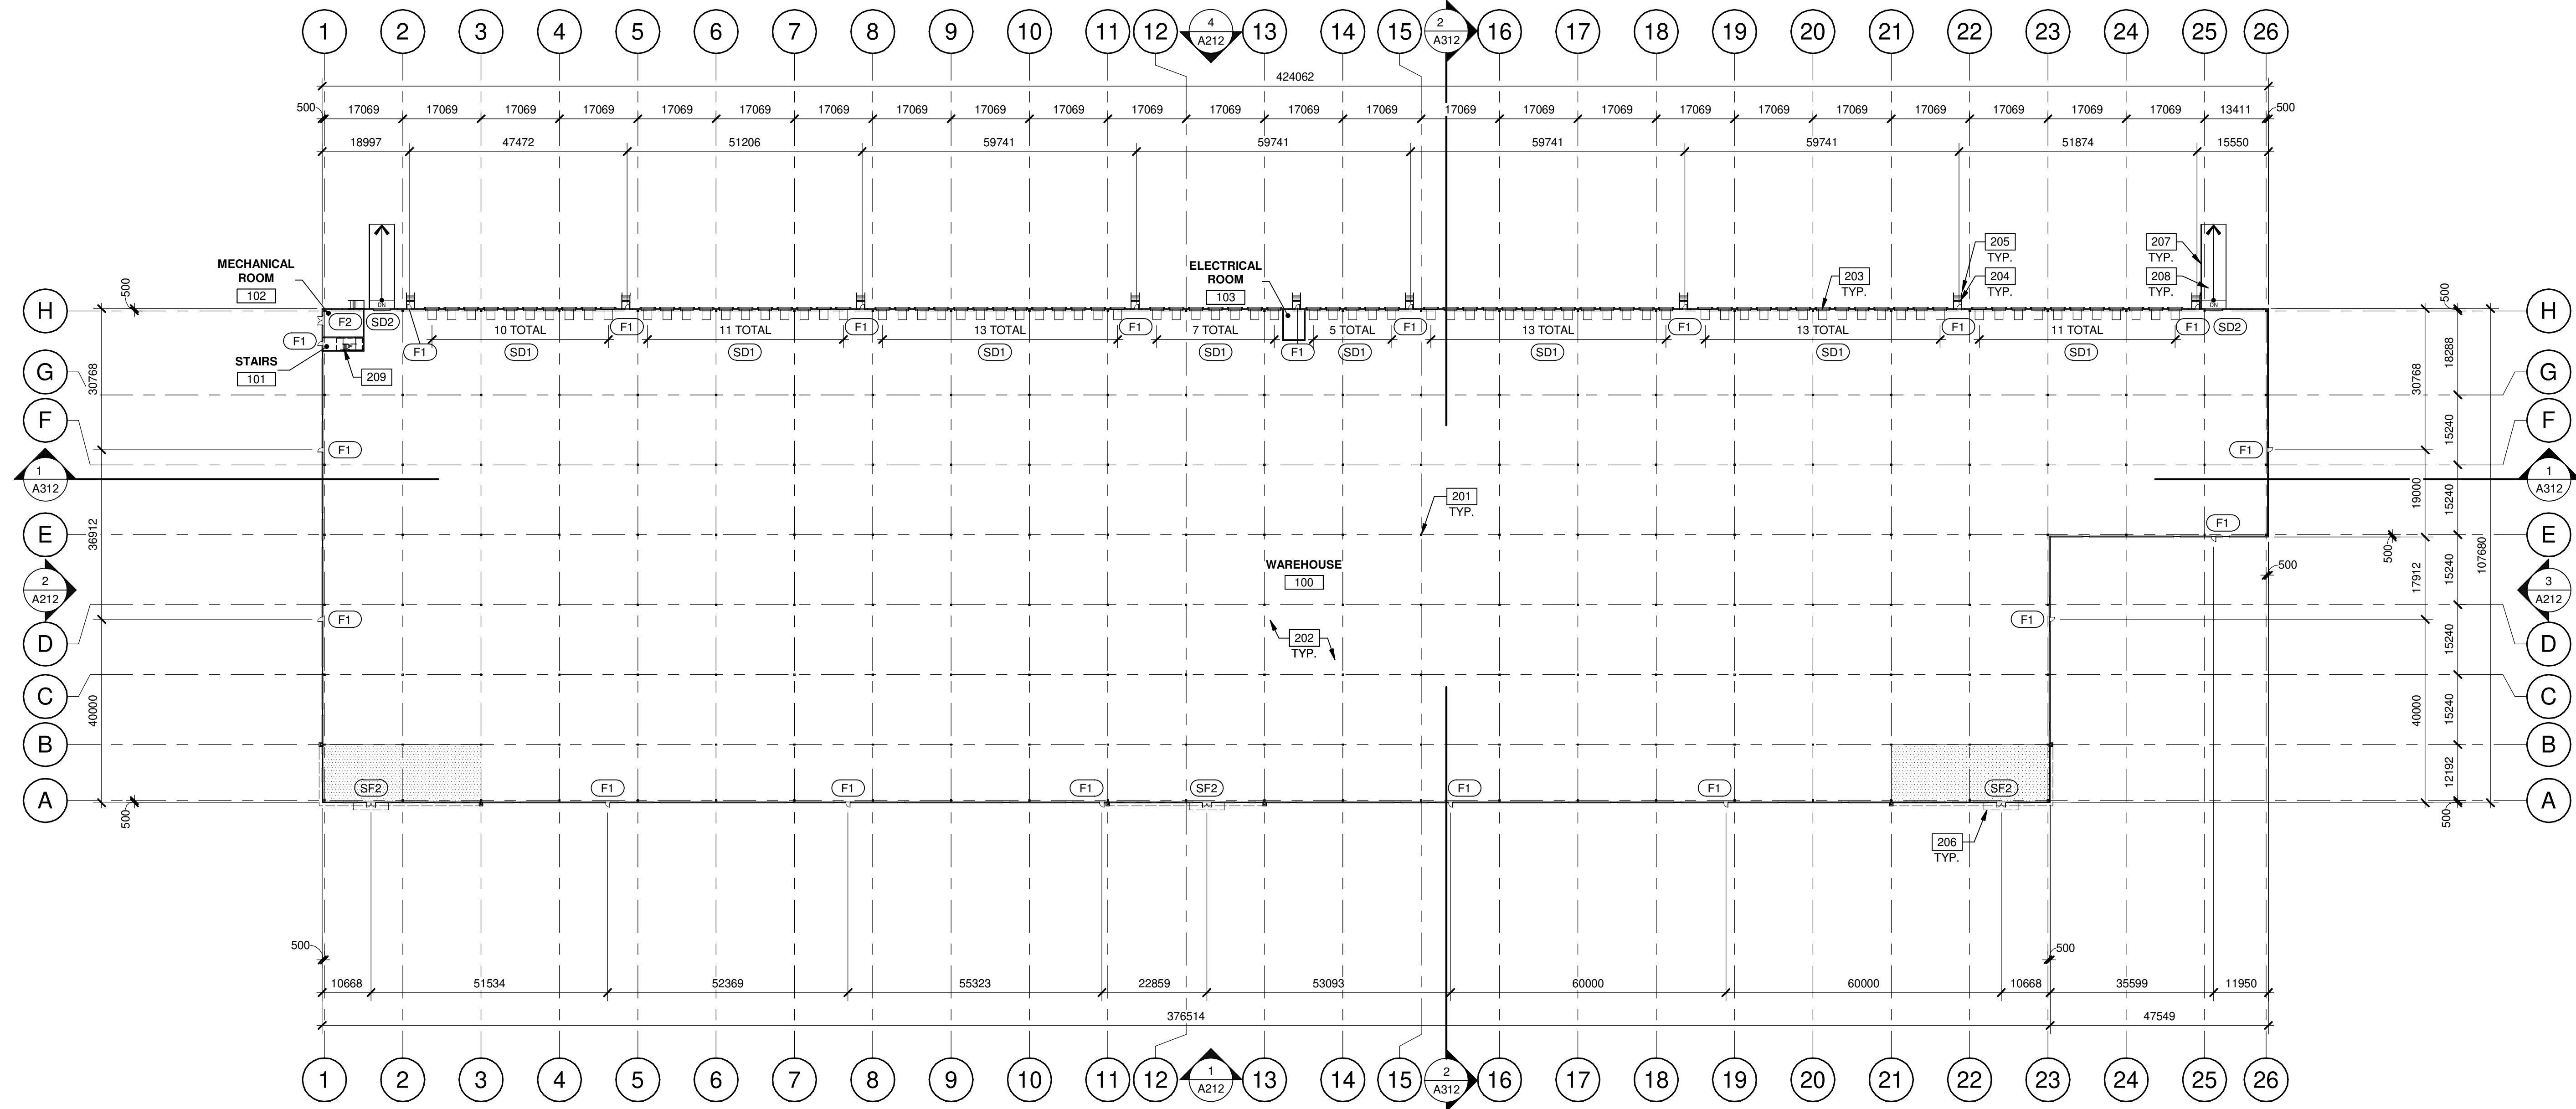 1 2 3 4 5 6 7 8 9 10 11 12 4 13 14 15 2 16 17 18 19 20 21 22 23 24 25 26
A212 A312
424062
500 17069 17069 17069 17069 17069 17069 17069 17069 17069 17069 17069 17069 17069 17069 17069 17069 17069 17069 17069 17069 17069 17069 17069 17069 13411 500
18997 47472 51206 59741 59741 59741 59741 51874 15550
MECHANICAL
ROOM
102
ELECTRICAL
ROOM
103
205
TYP.
204
TYP.
203
TYP.
207
TYP.
208
TYP.
DN
DN
500
500
H F2 SD2 10 TOTAL F1 11 TOTAL F1 13 TOTAL F1 7 TOTAL 5 TOTAL F1 13 TOTAL F1 13 TOTAL F1 11 TOTAL F1 SD2 H
F1 F1 SD1 SD1 SD1 SD1 F1 SD1 SD1 SD1 SD1
STAIRS
101
209
G G
30768 30768 18288
F F
F1 F1
15240
1
A312
1
A312
201
TYP.
19000 15240
F1
E E
36912
500
500
WAREHOUSE
100
17912 15240 107680
2
A212
3
A212
F1 F1
D D
202
TYP.
15240
C C
40000 40000 15240
B B
SF2 F1 F1 F1 SF2 F1 F1 SF2
12192
A A
500 500
206
TYP.
500 500
10668 51534 52369 55323 22859 53093 60000 60000 10668 35599 11950
376514 47549
1 2 3 4 5 6 7 8 9 10 11 12 1 13 14 15 2 16 17 18 19 20 21 22 23 24 25 26
A212 A312